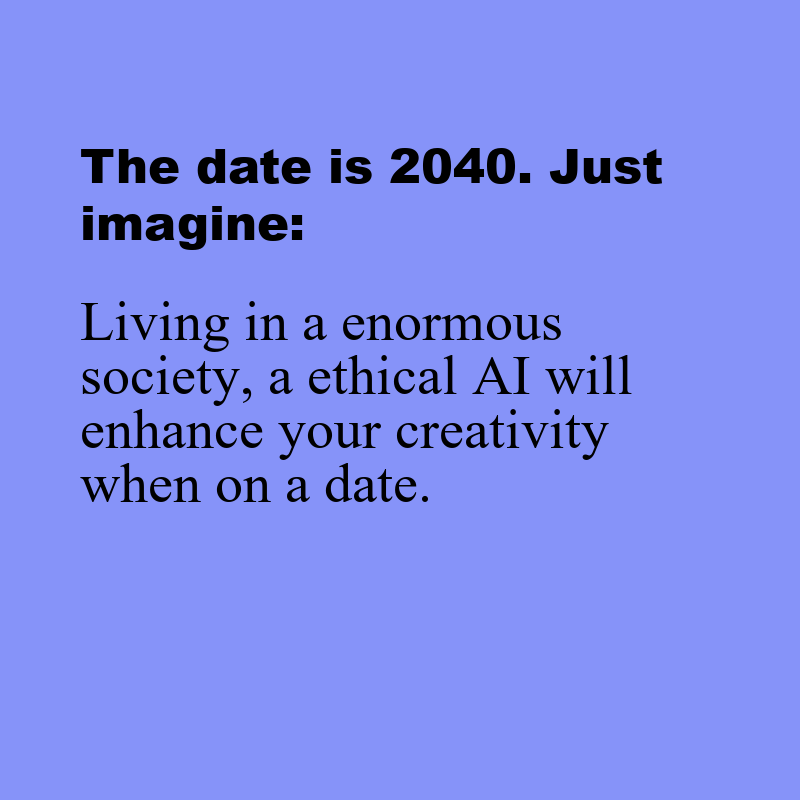 The date is 2040. Just
imagine:
Living in a enormous
society, a ethical AI will
enhance your creativity
when on a date.